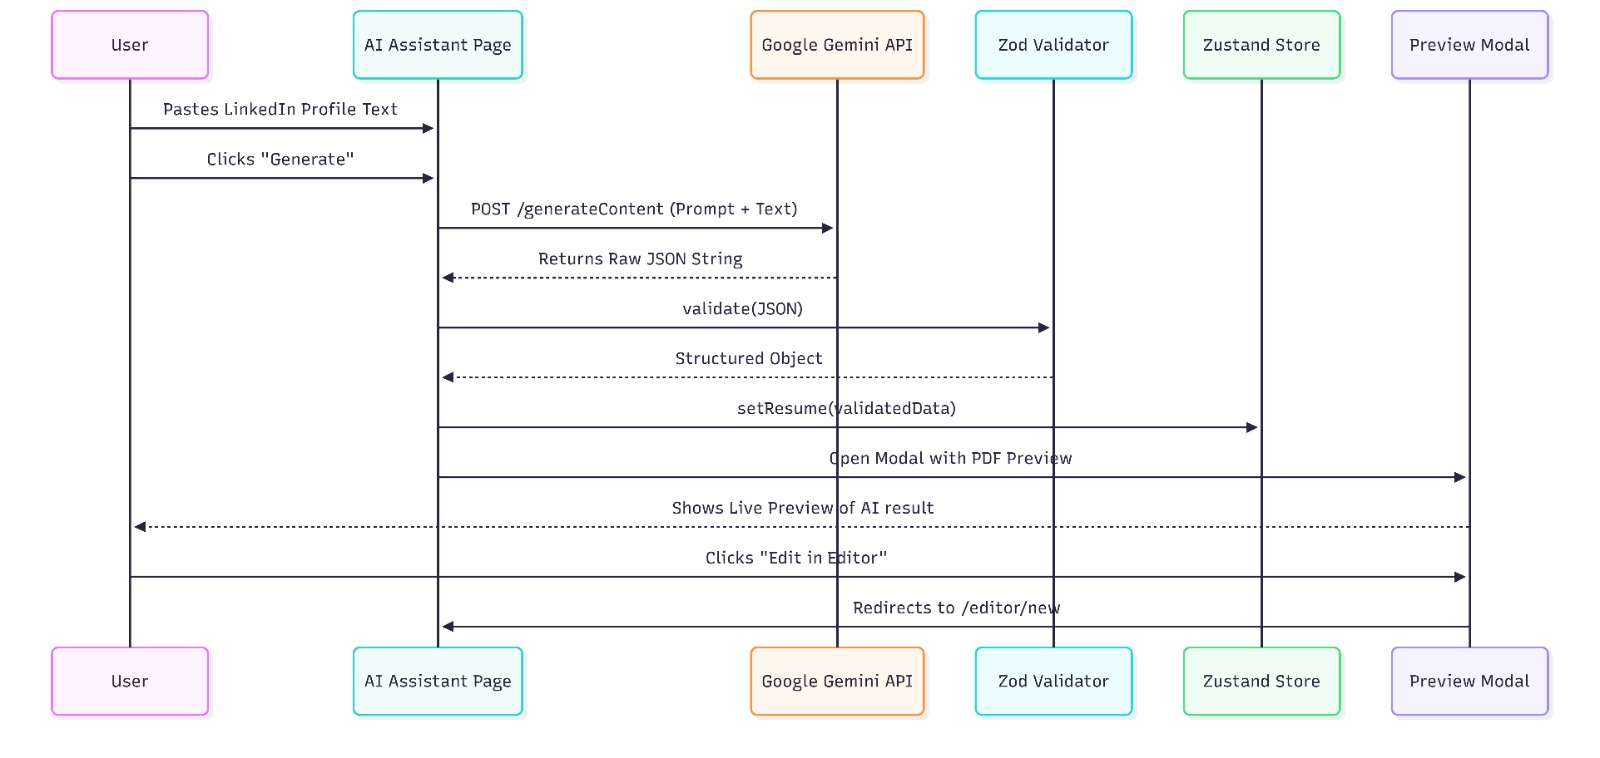 User
AI Assistant Page
Google Gemini API
Zod Validator
Zustand Store
Preview Modal
Pastes LinkedIn Profile Text
Clicks "Generate"
POST /generateContent (Prompt + Text)
Returns Raw JSON String
validate(JSON)
Structured Object
setResume(validatedData)
Open Modal with PDF Preview
Shows Live Preview of AI result
Clicks "Edit in Editor"
Redirects to /editor/new
User
AI Assistant Page
Google Gemini API
Zod Validator
Zustand Store
Preview Modal